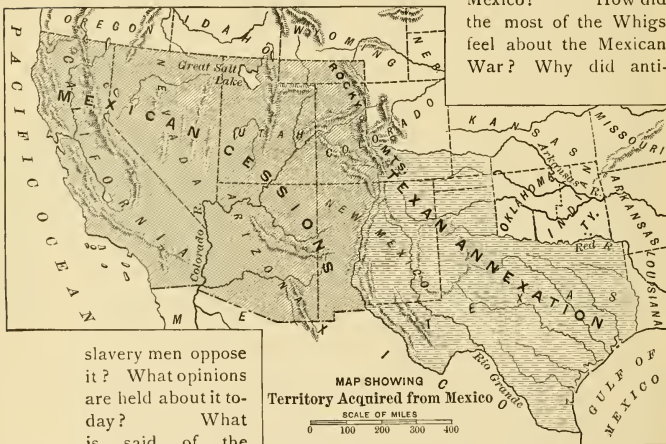 Mexico? How did
the most of the Whigs
feel about the Mexican
War? Why did anti-
OREGON
IDAHO
WYOMING
NEB
PACIFIC OCEAN
Great Salt
Lake
ROCKY MTS
MEXICAN CESSIONS
NEVADA
UTAH
COLORADO
CALIFORNIA
KANSAS
MISSOURI
Arkansas R.
OKLAHOMA
IND. TY.
ARKANSAS
TEXAN ANNEXATION
Colorado R.
ARIZONA
NEW MEXICO
Red R.
LOUISIANA
TEXAS
MEXICO
Rio Grande
GULF OF
MEXICO
slavery men oppose
it? What opinions
are held about it to-
day? What
is said of the
MAP SHOWING
Territory Acquired from Mexico
SCALE OF MILES
0 100 200 300 400